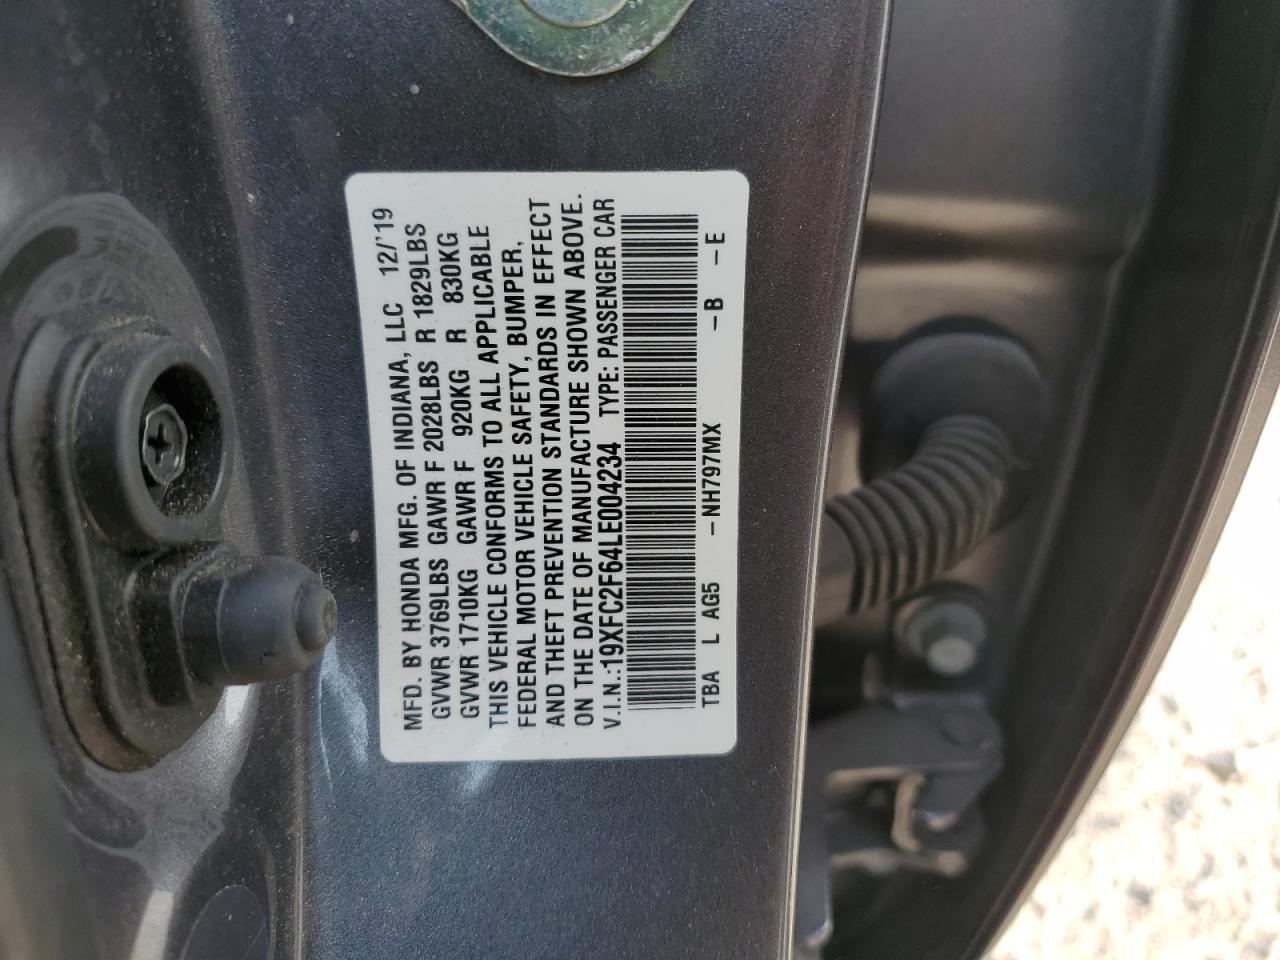 MFD. BY HONDA MFG. OF INDIANA, LLC 12/'19
GVWR 3769LBS GAWR F 2028LBS R 1829LBS
GVWR 1710KG GAWR F 920KG R 830KG
THIS VEHICLE CONFORMS TO ALL APPLICABLE
FEDERAL MOTOR VEHICLE SAFETY, BUMPER,
AND THEFT PREVENTION STANDARDS IN EFFECT
ON THE DATE OF MANUFACTURE SHOWN ABOVE.
V.I.N.:19XFC2F64LE004234 TYPE: PASSENGER CAR
TBA L AG5 -NH797MX -B -E